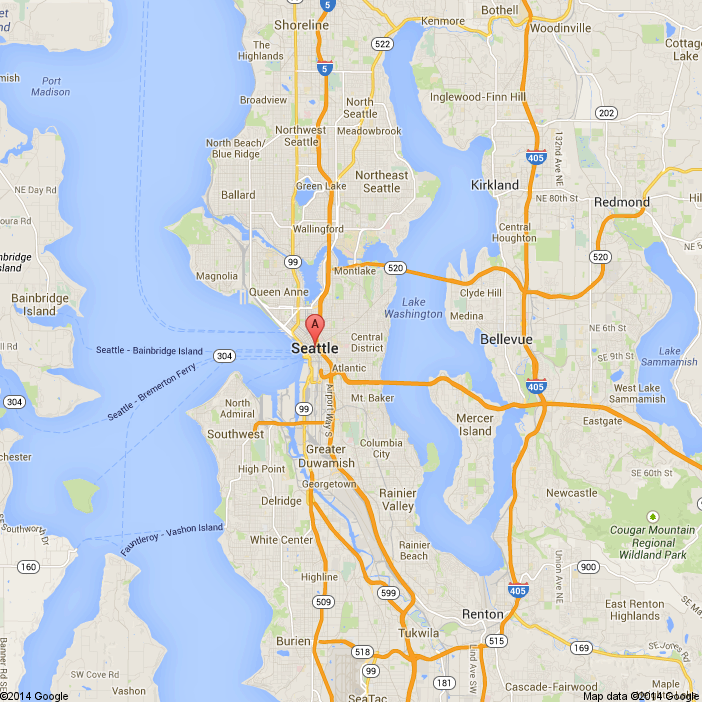 Bothell
Shoreline
Kenmore
Woodinville
5
522
Cottage
Lake
The
Highlands
Port
Madison
5
Broadview
North
Seattle
Inglewood-Finn Hill
202
Northwest
Seattle
Meadowbrook
132nd Ave NE
405
North Beach/
Blue Ridge
NE Day Rd
Ballard
Green Lake
Northeast
Seattle
Kirkland
NE 80th St
Redmond
Wallingford
Central
Houghton
99
520
Magnolia
Montlake
520
Queen Anne
Clyde Hill
Bainbridge
Island
Lake
Washington
Medina
A
NE 6th St
Seattle
Central
District
Bellevue
NE 8th St
Seattle - Bainbridge Island
304
Lake
Sammamish
Atlantic
Seattle - Bremerton Ferry
405
304
Airport Way S
Mt. Baker
West Lake
Sammamish
99
North
Admiral
Mercer
Island
Eastgate
Southwest
Columbia
City
Greater
Duwamish
High Point
SE 60th St
Georgetown
Rainier
Valley
Newcastle
Delridge
Cougar Mountain
Regional
Wildland Park
Fauntleroy - Vashon Island
White Center
Rainier
Beach
160
Highline
Union Ave NE
900
599
405
509
East Renton
Highlands
Renton
Burien
Tukwila
515
518
169
SE Jones Rd
99
SW Cove Rd
Banner Rd SE
Lind Ave SW
181
Vashon
SeaTac
Cascade-Fairwood
Maple
©2014 Google
Map data ©2014 Google